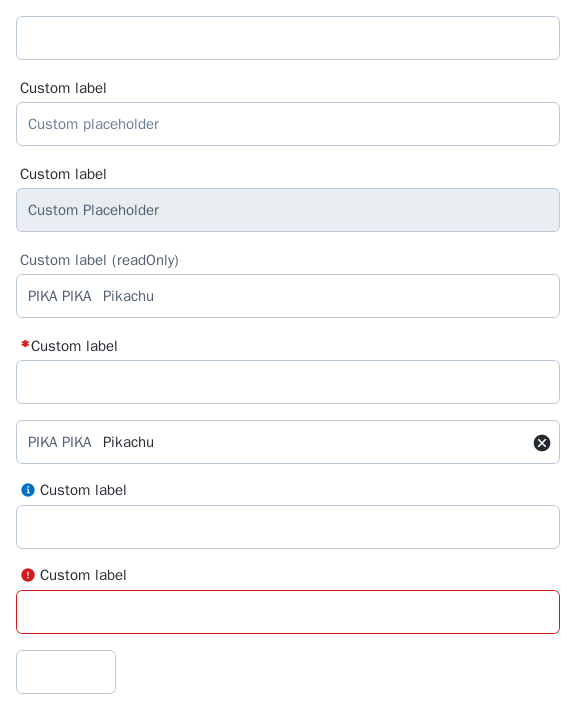 Custom label
Custom placeholder
Custom label
Custom Placeholder
Custom label (readOnly)
PIKA PIKA Pikachu
*Custom label
PIKA PIKA Pikachu
Custom label
Custom label